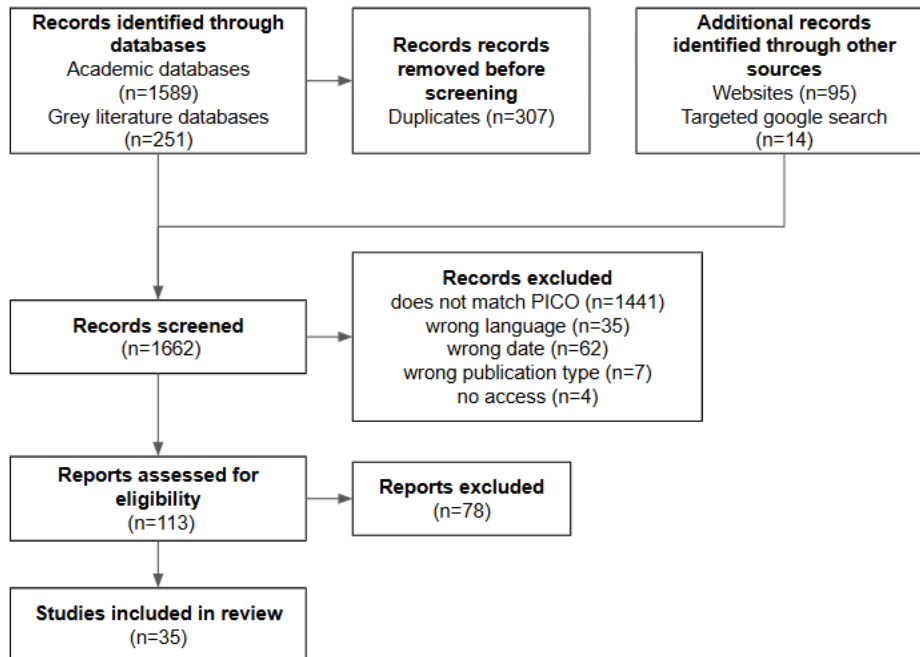 Records identified through
databases
Academic databases
(n=1589)
Grey literature databases
(n=251)
Records records
removed before
screening
Duplicates (n=307)
Additional records
identified through other
sources
Websites (n=95)
Targeted google search
(n=14)
Records screened
(n=1662)
Records excluded
does not match PICO (n=1441)
wrong language (n=35)
wrong date (n=62)
wrong publication type (n=7)
no access (n=4)
Reports assessed for
eligibility
(n=113)
Reports excluded
(n=78)
Studies included in review
(n=35)